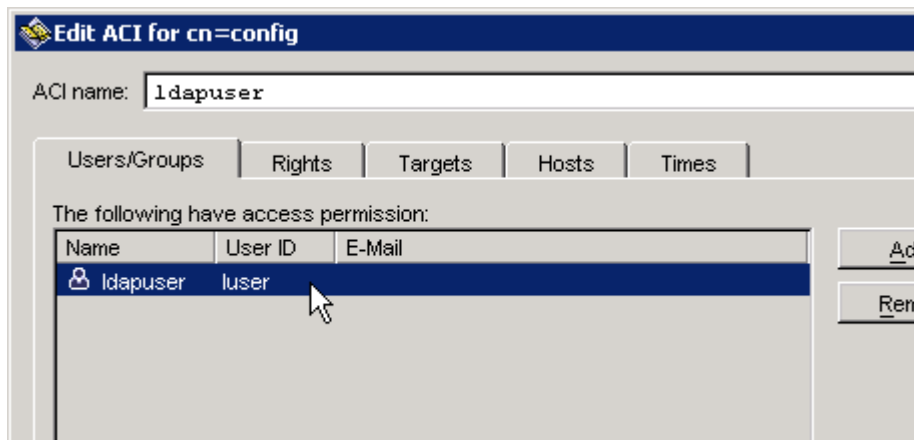 Edit ACI for cn=config
ACI name: ldapuser
Users/Groups Rights Targets Hosts Times
The following have access permission:
Name User ID E-Mail
ldapuser luser